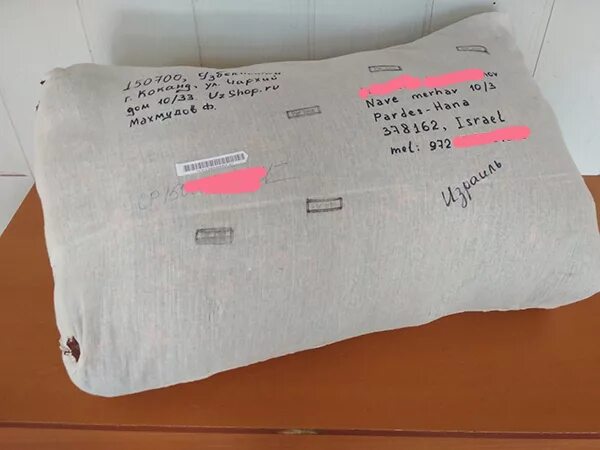 150700, Узбекистан
г. Коканд, ул. Чархий
дом 10/33. UzShop.ru
Махмудов Ф.
Nave merhav 10/3
Pardes-Hana
378162, Israel
mel: 972
Израиль